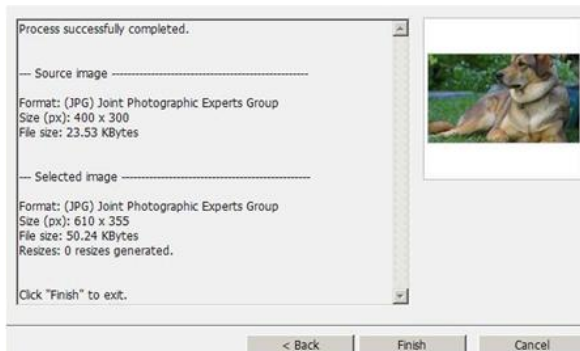 Process successfully completed.
--- Source image ---------------------------------------------------
Format: (JPG) Joint Photographic Experts Group
Size (px): 400 x 300
File size: 23.53 KBytes
--- Selected image -------------------------------------------------
Format: (JPG) Joint Photographic Experts Group
Size (px): 610 x 355
File size: 50.24 KBytes
Resizes: 0 resizes generated.
Click "Finish" to exit.
< Back
Finish
Cancel